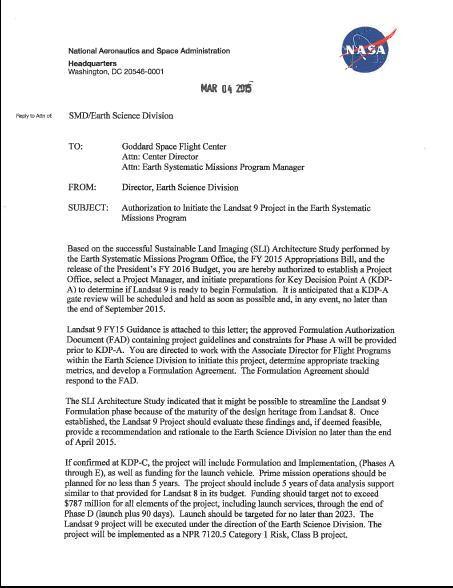 National Aeronautics and Space Administration
Headquarters
Washington, DC 20546-0001
NASA
MAR 04 2015
Reply to Attn of:
SMD/Earth Science Division
TO:
Goddard Space Flight Center
Attn: Center Director
Attn: Earth Systematic Missions Program Manager
FROM:
Director, Earth Science Division
SUBJECT:
Authorization to Initiate the Landsat 9 Project in the Earth Systematic
Missions Program
Based on the successful Sustainable Land Imaging (SLI) Architecture Study performed by
the Earth Systematic Missions Program Office, the FY 2015 Appropriations Bill, and the
release of the President's FY 2016 Budget, you are hereby authorized to establish a Project
Office, select a Project Manager, and initiate preparations for Key Decision Point A (KDP-
A) to determine if Landsat 9 is ready to begin Formulation. It is anticipated that a KDP-A
gate review will be scheduled and held as soon as possible and, in any event, no later than
the end of September 2015.
Landsat 9 FY15 Guidance is attached to this letter; the approved Formulation Authorization
Document (FAD) containing project guidelines and constraints for Phase A will be provided
prior to KDP-A. You are directed to work with the Associate Director for Flight Programs
within the Earth Science Division to initiate this project, determine appropriate tracking
metrics, and develop a Formulation Agreement. The Formulation Agreement should
respond to the FAD.
The SLI Architecture Study indicated that it might be possible to streamline the Landsat 9
Formulation phase because of the maturity of the design heritage from Landsat 8. Once
established, the Landsat 9 Project should evaluate these findings and, if deemed feasible,
provide a recommendation and rationale to the Earth Science Division no later than the end
of April 2015.
If confirmed at KDP-C, the project will include Formulation and Implementation, (Phases A
through E), as well as funding for the launch vehicle. Prime mission operations should be
planned for no less than 5 years. The project should include 5 years of data analysis support
similar to that provided for Landsat 8 in its budget. Funding should target not to exceed
$787 million for all elements of the project, including launch services, through the end of
Phase D (launch plus 90 days). Launch should be targeted for no later than 2023. The
Landsat 9 project will be executed under the direction of the Earth Science Division. The
project will be implemented as a NPR 7120.5 Category 1 Risk, Class B project.